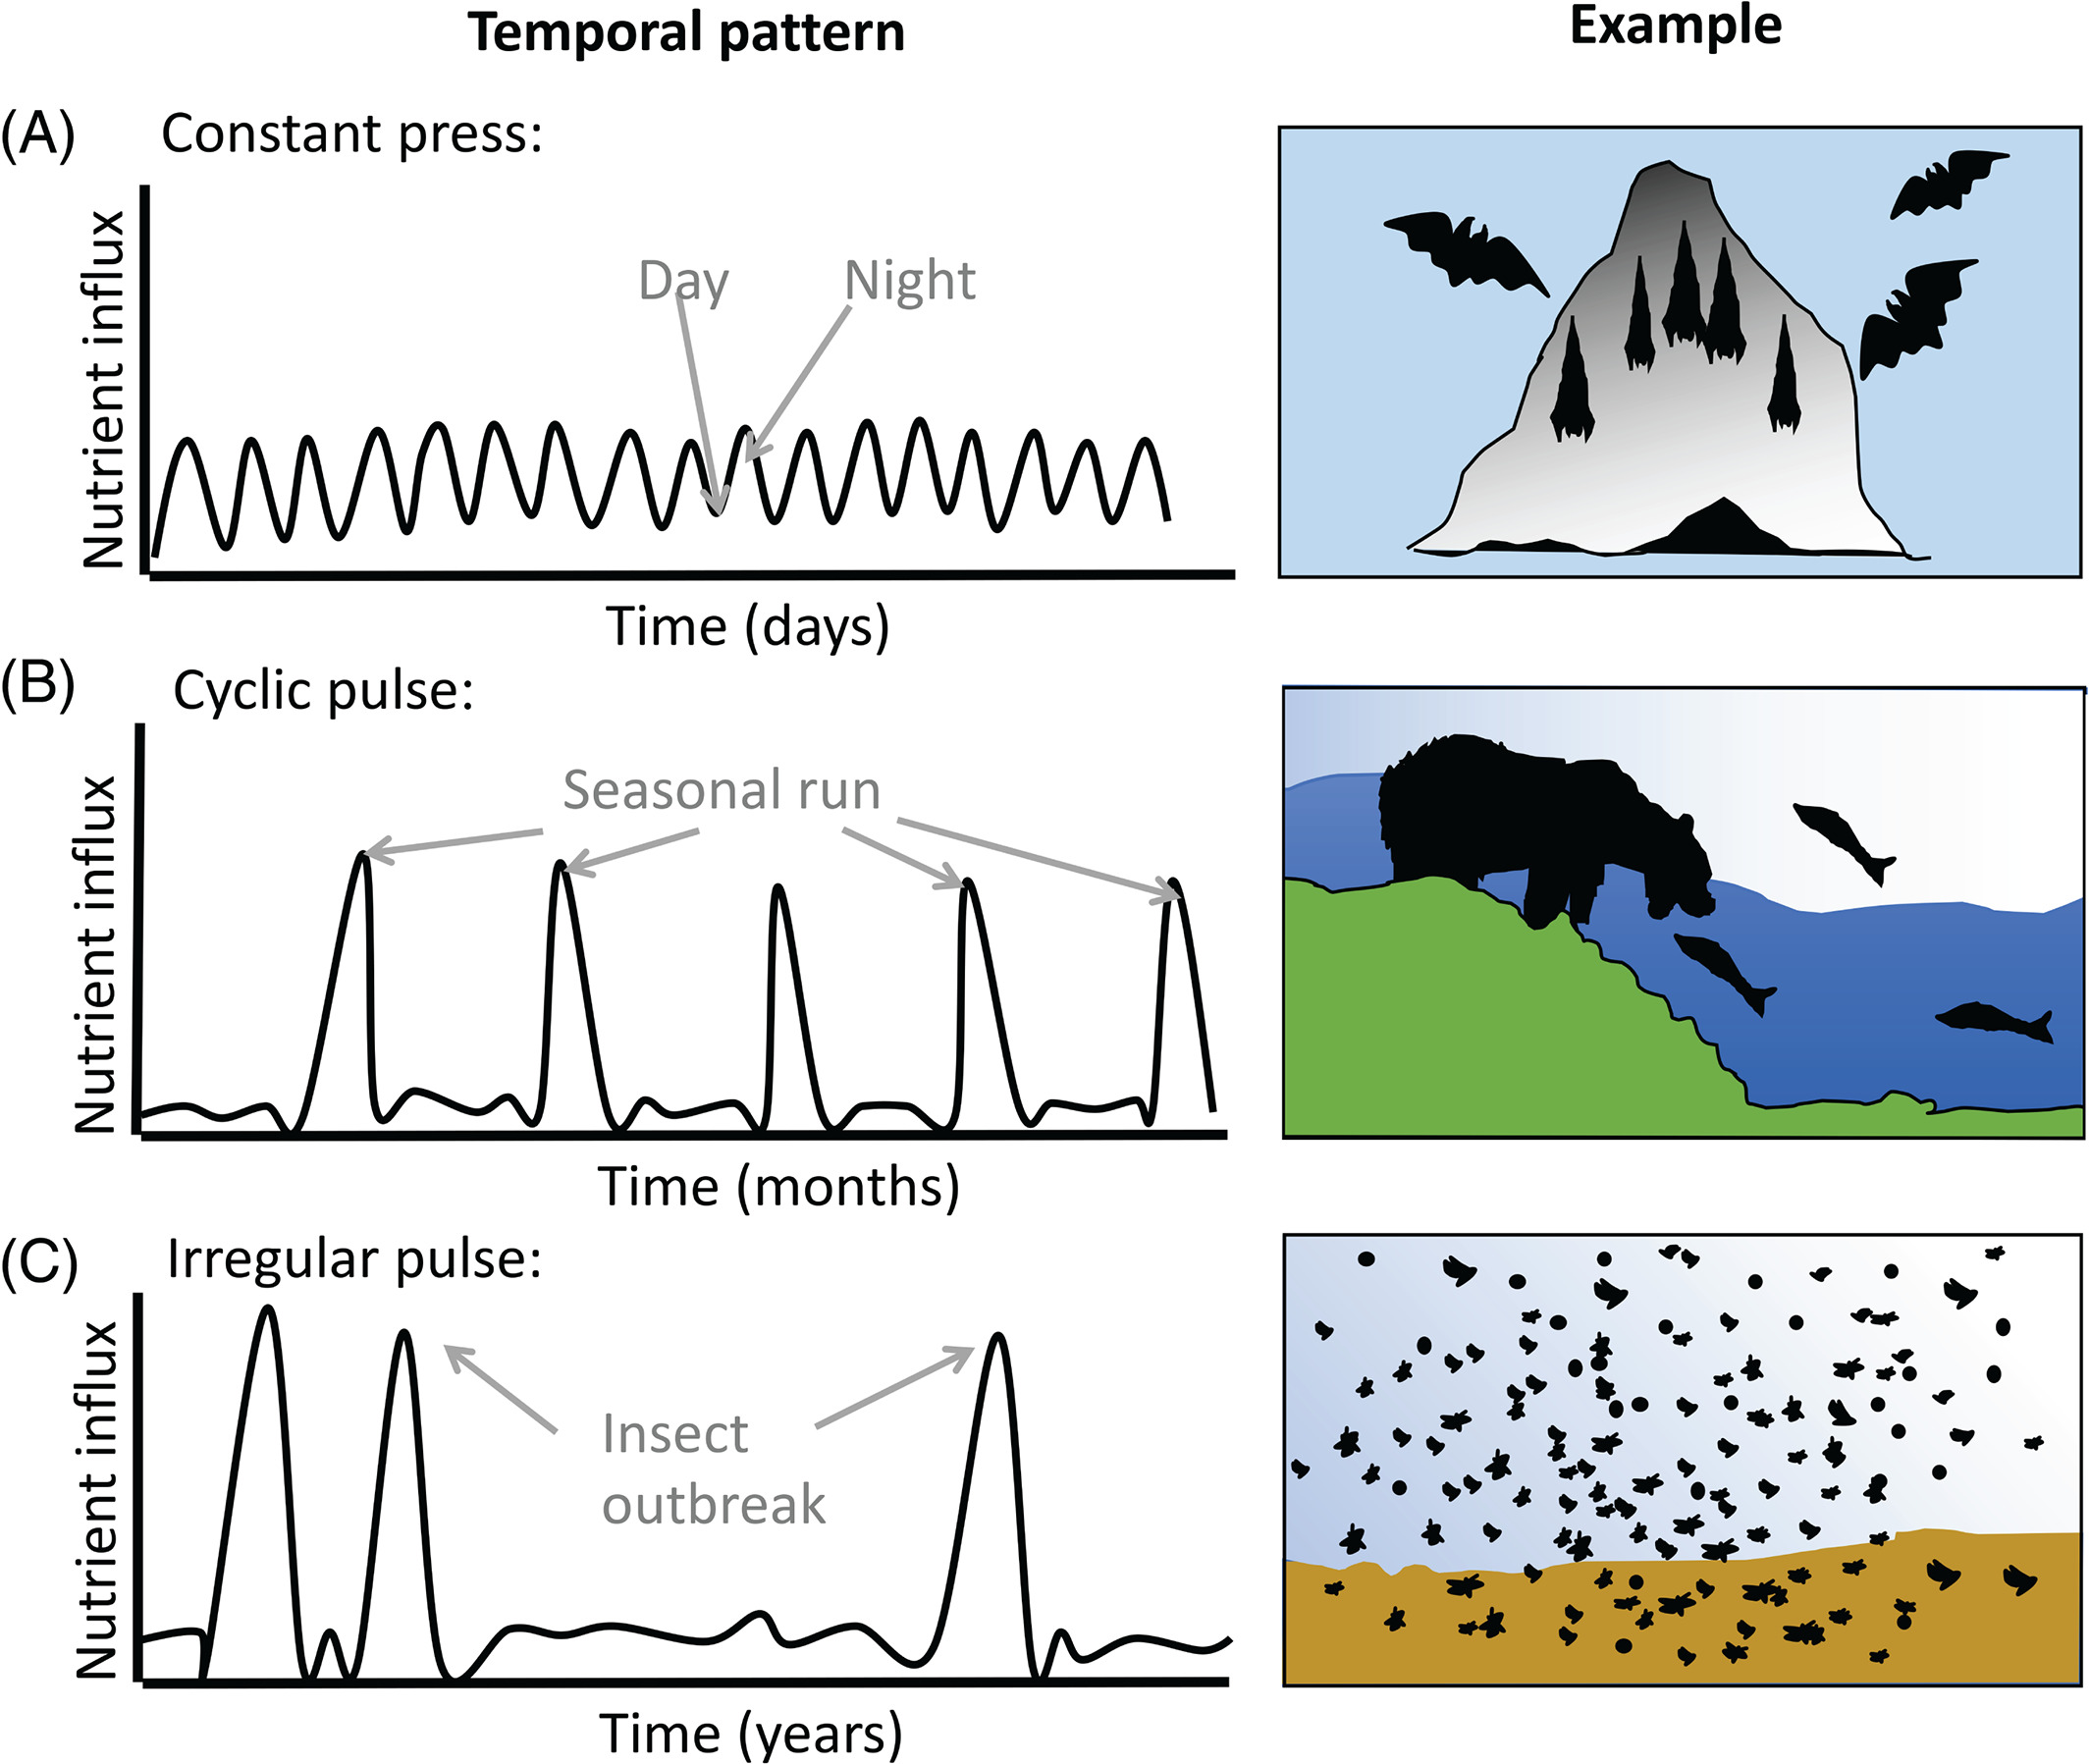 Temporal pattern
Example
(A)
Constant press:
Nutrient influx
Day
Night
Time (days)
(B)
Cyclic pulse:
Nutrient influx
Seasonal run
Time (months)
(C)
Irregular pulse:
Nutrient influx
Insect
outbreak
Time (years)